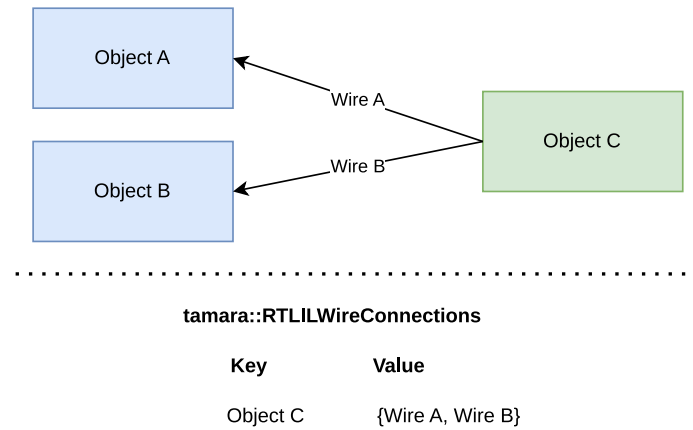 Object A
Wire A
Object C
Wire B
Object B
tamara::RTLILWireConnections
Key Value
Object C {Wire A, Wire B}